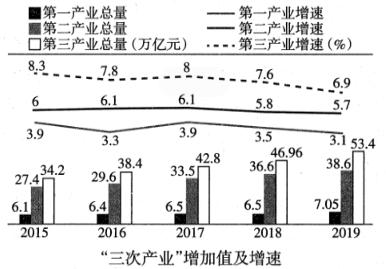 第一产业总量 第一产业增速
第二产业总量 第二产业增速
第三产业总量(万亿元) 第三产业增速(%)
8.3 7.8 8 7.6 6.9
6 6.1 6.1 5.8 5.7
3.9 3.3 3.9 3.5 3.1
6.1 27.4 34.2 6.4 29.6 38.4 6.5 33.5 42.8 6.5 36.6 46.96 7.05 38.6 53.4
2015 2016 2017 2018 2019
“三次产业”增加值及增速